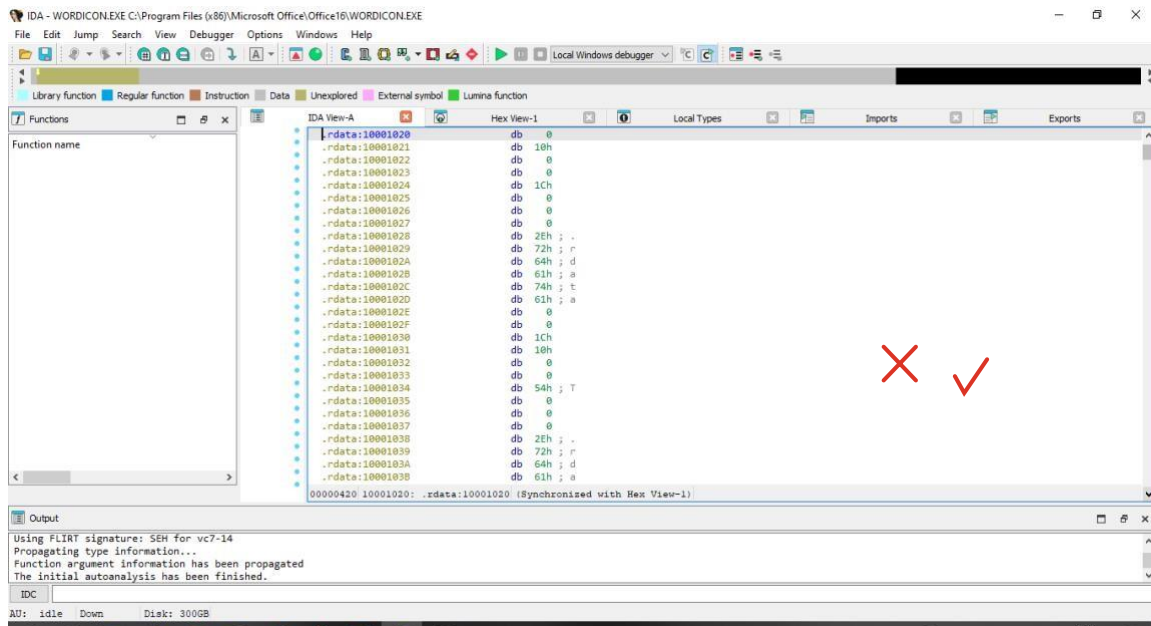 IDA - WORDICON.EXE C:\Program Files (x86)\Microsoft Office\Office16\WORDICON.EXE
File Edit Jump Search View Debugger Options Windows Help
Local Windows debugger
Library function Regular function Instruction Data Unexplored External symbol Lumina function
Functions
IDA View-A Hex View-1 Local Types Imports Exports
Function name
.rdata:10001020 db 0
.rdata:10001021 db 10h
.rdata:10001022 db 0
.rdata:10001023 db 0
.rdata:10001024 db 1Ch
.rdata:10001025 db 0
.rdata:10001026 db 0
.rdata:10001027 db 0
.rdata:10001028 db 2Eh ; .
.rdata:10001029 db 72h ; r
.rdata:1000102A db 64h ; d
.rdata:1000102B db 61h ; a
.rdata:1000102C db 74h ; t
.rdata:1000102D db 61h ; a
.rdata:1000102E db 0
.rdata:1000102F db 0
.rdata:10001030 db 1Ch
.rdata:10001031 db 10h
.rdata:10001032 db 0
.rdata:10001033 db 0
.rdata:10001034 db 54h ; T
.rdata:10001035 db 0
.rdata:10001036 db 0
.rdata:10001037 db 0
.rdata:10001038 db 2Eh ; .
.rdata:10001039 db 72h ; r
.rdata:1000103A db 64h ; d
.rdata:1000103B db 61h ; a
00000420 10001020: .rdata:10001020 (Synchronized with Hex View-1)
Output
Using FLIRT signature: SEH for vc7-14
Propagating type information...
Function argument information has been propagated
The initial autoanalysis has been finished.
IDC
AU: idle Down Disk: 300GB